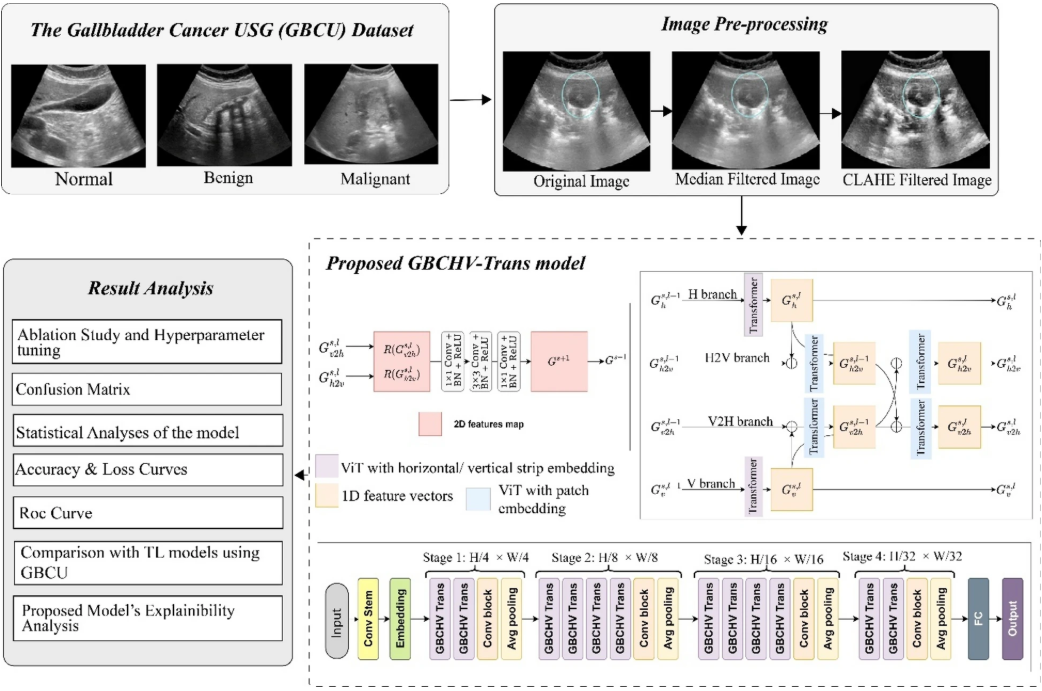 The Gallbladder Cancer USG (GBCU) Dataset
Normal
Benign
Malignant
Image Pre-processing
Original Image
Median Filtered Image
CLAHE Filtered Image
Result Analysis
Ablation Study and Hyperparameter
tuning
Confusion Matrix
Statistical Analyses of the model
Accuracy & Loss Curves
Roc Curve
Comparison with TL models using
GBCU
Proposed Model's Explainibility
Analysis
Proposed GBCHV-Trans model
G^{s,l}_{v2h}
G^{s,l}_{h2v}
R(G^{s,l}_{v2h})
R(G^{s,l}_{h2v})
1×1 Conv +
BN + ReLU
3×3 Conv +
BN + ReLU
1×1 Conv +
BN + ReLU
G^{s+1}
2D features map
ViT with horizontal/ vertical strip embedding
1D feature vectors
ViT with patch
embedding
G^{s,l-1}_{h}
H branch
Transformer
G^{s,l}_{h}
G^{s,l}_{h}
G^{s,l-1}_{h2v}
H2V branch
Transformer
G^{s,l-1}_{h2v}
Transformer
G^{s,l}_{h2v}
G^{s,l}_{h2v}
G^{s,l-1}_{v2h}
V2H branch
Transformer
G^{s,l}_{v2h}
Transformer
G^{s,l}_{v2h}
G^{s,l}_{v2h}
G^{s,l-1}_{v}
V branch
Transformer
G^{s,l}_{v}
G^{s,l}_{v}
Stage 1: H/4 × W/4
Stage 2: H/8 × W/8
Stage 3: H/16 × W/16
Stage 4: H/32 × W/32
Input
Conv Stem
Embedding
GBCHV Trans
GBCHV Trans
Conv block
Avg pooling
GBCHV Trans
GBCHV Trans
GBCHV Trans
GBCHV Trans
Conv block
Avg pooling
GBCHV Trans
GBCHV Trans
GBCHV Trans
GBCHV Trans
Conv block
Avg pooling
GBCHV Trans
GBCHV Trans
Conv block
Avg pooling
FC
Output